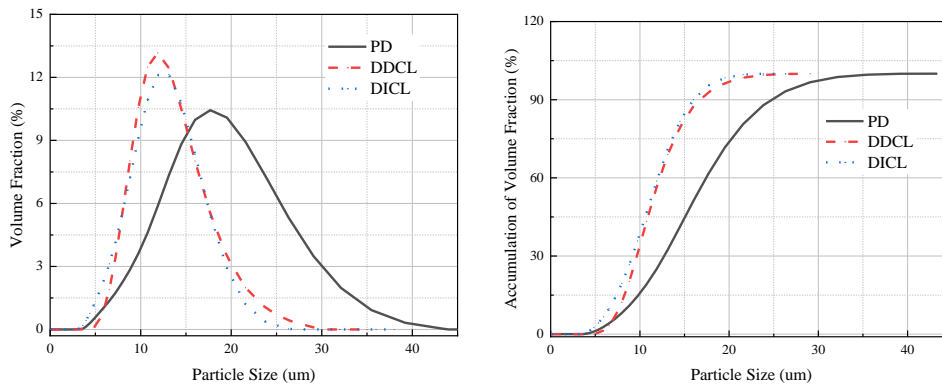 15
12
9
6
3
0
Volume Fraction (%)
PD
DDCL
DICL
0 10 20 30 40
Particle Size (um)
120
90
60
30
0
Accumulation of Volume Fraction (%)
PD
DDCL
DICL
0 10 20 30 40
Particle Size (um)